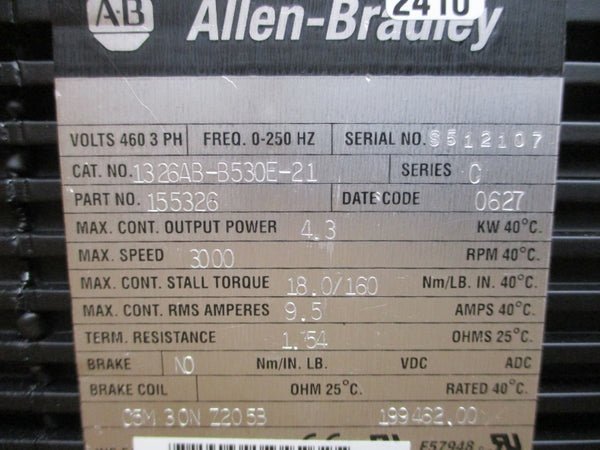 2410
A-B Allen-Bradley
VOLTS 460 3 PH FREQ. 0-250 HZ SERIAL NO. S512107
CAT. NO. 1326AB-B530E-21 SERIES C
PART NO. 155326 DATE CODE 0627
MAX. CONT. OUTPUT POWER 4.3 KW 40°C.
MAX. SPEED 3000 RPM 40°C.
MAX. CONT. STALL TORQUE 18.0/160 Nm/LB. IN. 40°C.
MAX. CONT. RMS AMPERES 9.5 AMPS 40°C.
TERM. RESISTANCE 1.54 OHMS 25°C.
BRAKE NO Nm/IN. LB. VDC ADC
BRAKE COIL OHM 25°C. RATED 40°C.
C5M 30N Z2053 199462.00
E57948